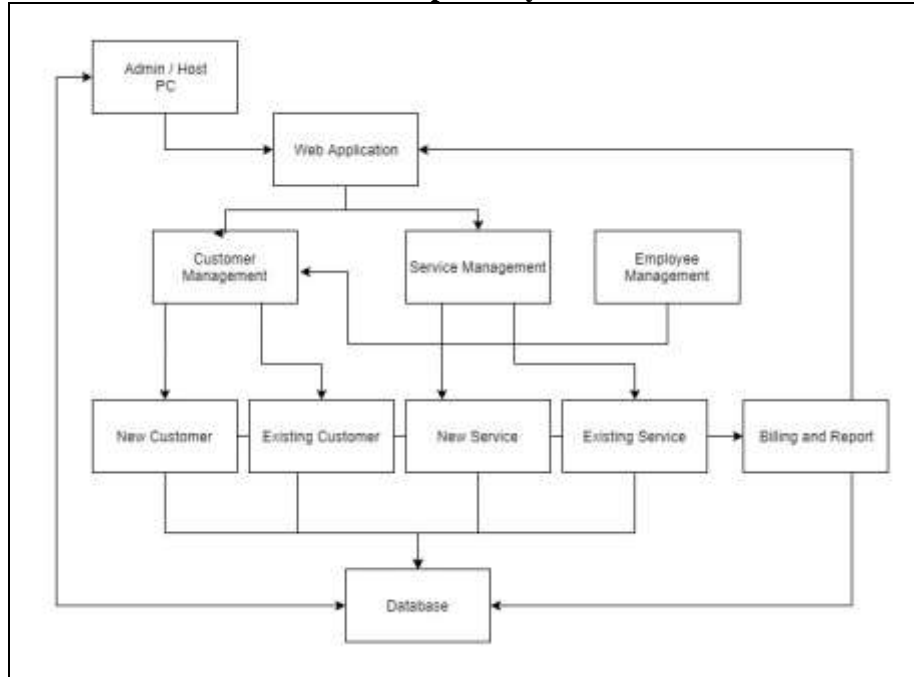 Admin / Host
PC
Web Application
Customer
Management
Service Management
Employee
Management
New Customer
Existing Customer
New Service
Existing Service
Billing and Report
Database